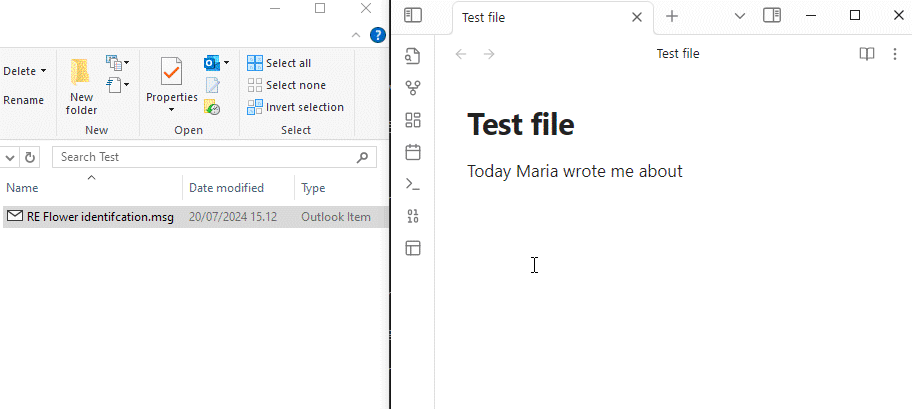 Delete
Rename
New
folder
New
Properties
Open
Select all
Select none
Invert selection
Select
?
Search Test
Name
Date modified
Type
RE Flower identifcation.msg
20/07/2024 15.12
Outlook Item
Test file
Test file
01
10
Test file
Today Maria wrote me about